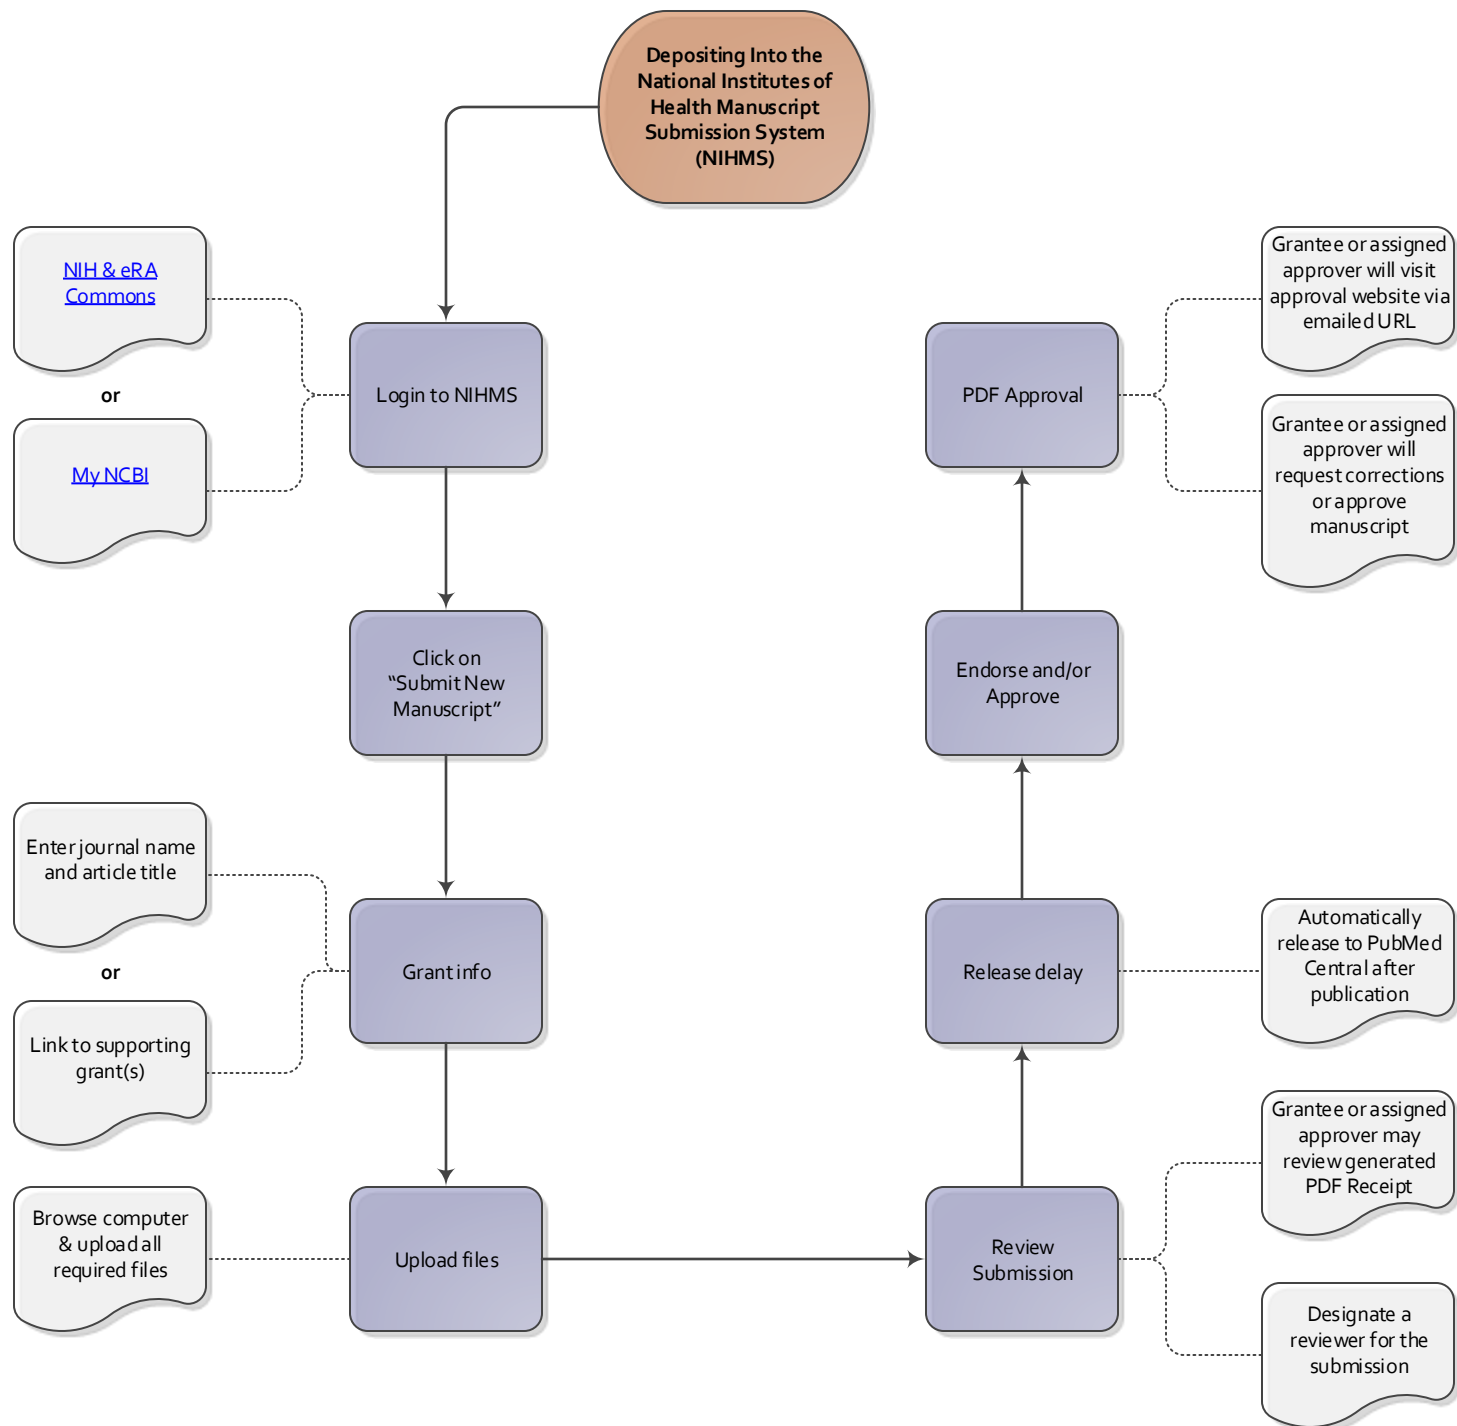 Depositing Into the
National Institutes of
Health Manuscript
Submission System
(NIHMS)
NIH & eRA
Commons
or
My NCBI
Login to NIHMS
Click on
“Submit New
Manuscript”
Enter journal name
and article title
or
Link to supporting
grant(s)
Grant info
Browse computer
& upload all
required files
Upload files
Review
Submission
Grantee or assigned
approver may
review generated
PDF Receipt
Designate a
reviewer for the
submission
Release delay
Automatically
release to PubMed
Central after
publication
Endorse and/or
Approve
PDF Approval
Grantee or assigned
approver will visit
approval website via
emailed URL
Grantee or assigned
approver will
request corrections
or approve
manuscript